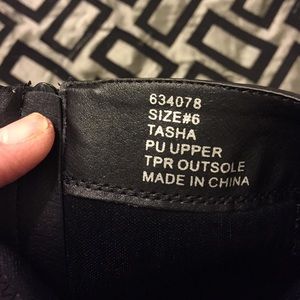 634078
SIZE#6
TASHA
PU UPPER
TPR OUTSOLE
MADE IN CHINA